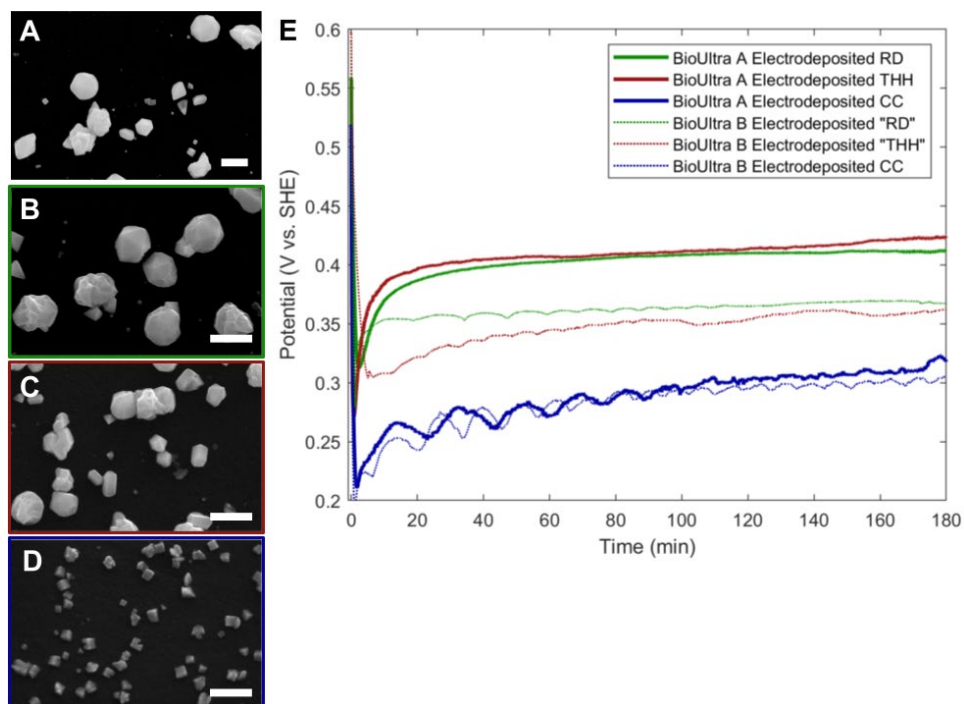 A
B
C
D
E
BioUltra A Electrodeposited RD
BioUltra A Electrodeposited THH
BioUltra A Electrodeposited CC
BioUltra B Electrodeposited "RD"
BioUltra B Electrodeposited "THH"
BioUltra B Electrodeposited CC
Potential (V vs. SHE)
0.6
0.55
0.5
0.45
0.4
0.35
0.3
0.25
0.2
0 20 40 60 80 100 120 140 160 180
Time (min)